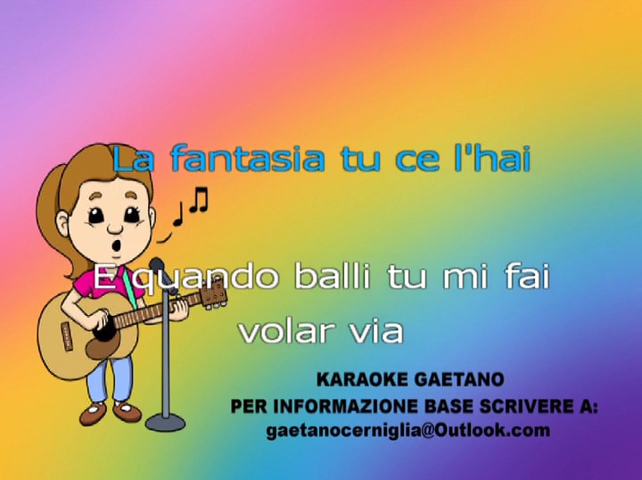 La fantasia tu ce l'hai
E quando balli tu mi fai
volar via
KARAOKE GAETANO
PER INFORMAZIONE BASE SCRIVERE A:
gaetanocerniglia@Outlook.com